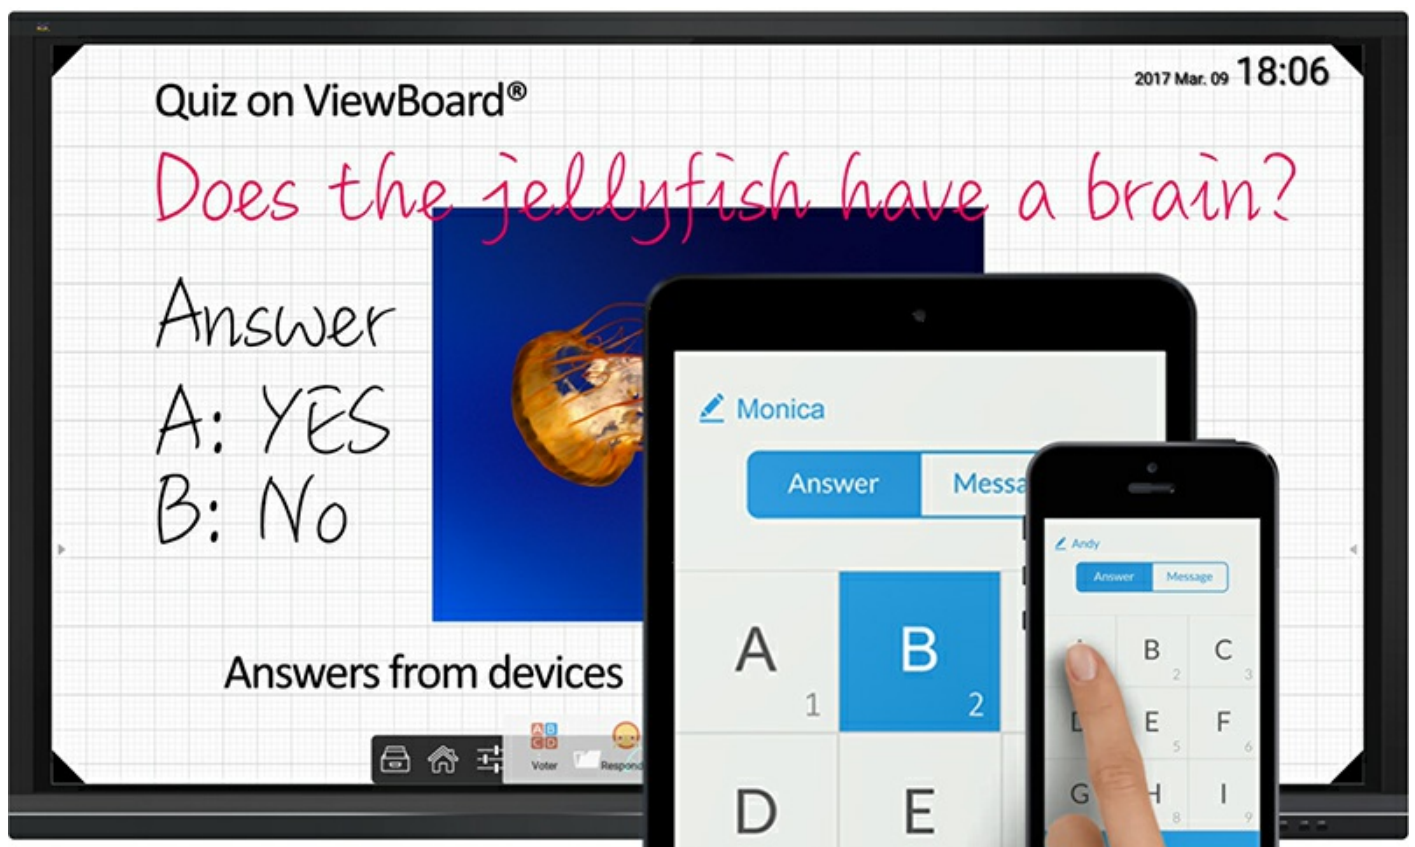 2017 Mar. 09 18:06
Quiz on ViewBoard®
Does the jellyfish have a brain?
Answer
A: YES
B: No
Answers from devices
Voter
Monica
Answer
A 1
B 2
D
E
Andy
Answer Message
B 2
C 3
E 5
F 6
G
H 8
I 9